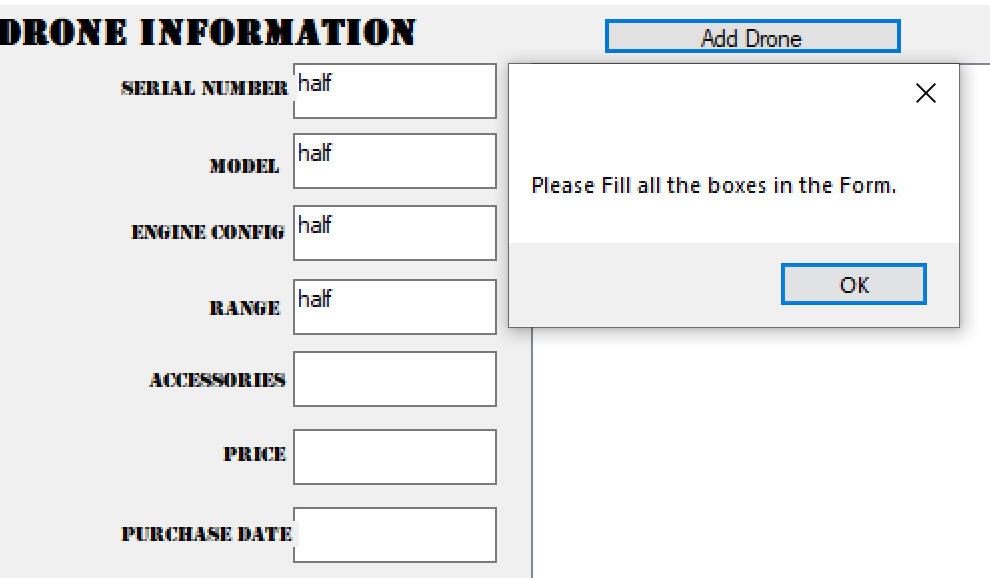 DRONE INFORMATION
Add Drone
SERIAL NUMBER half
MODEL half
ENGINE CONFIG half
RANGE half
ACCESSORIES
PRICE
PURCHASE DATE
Please Fill all the boxes in the Form.
OK